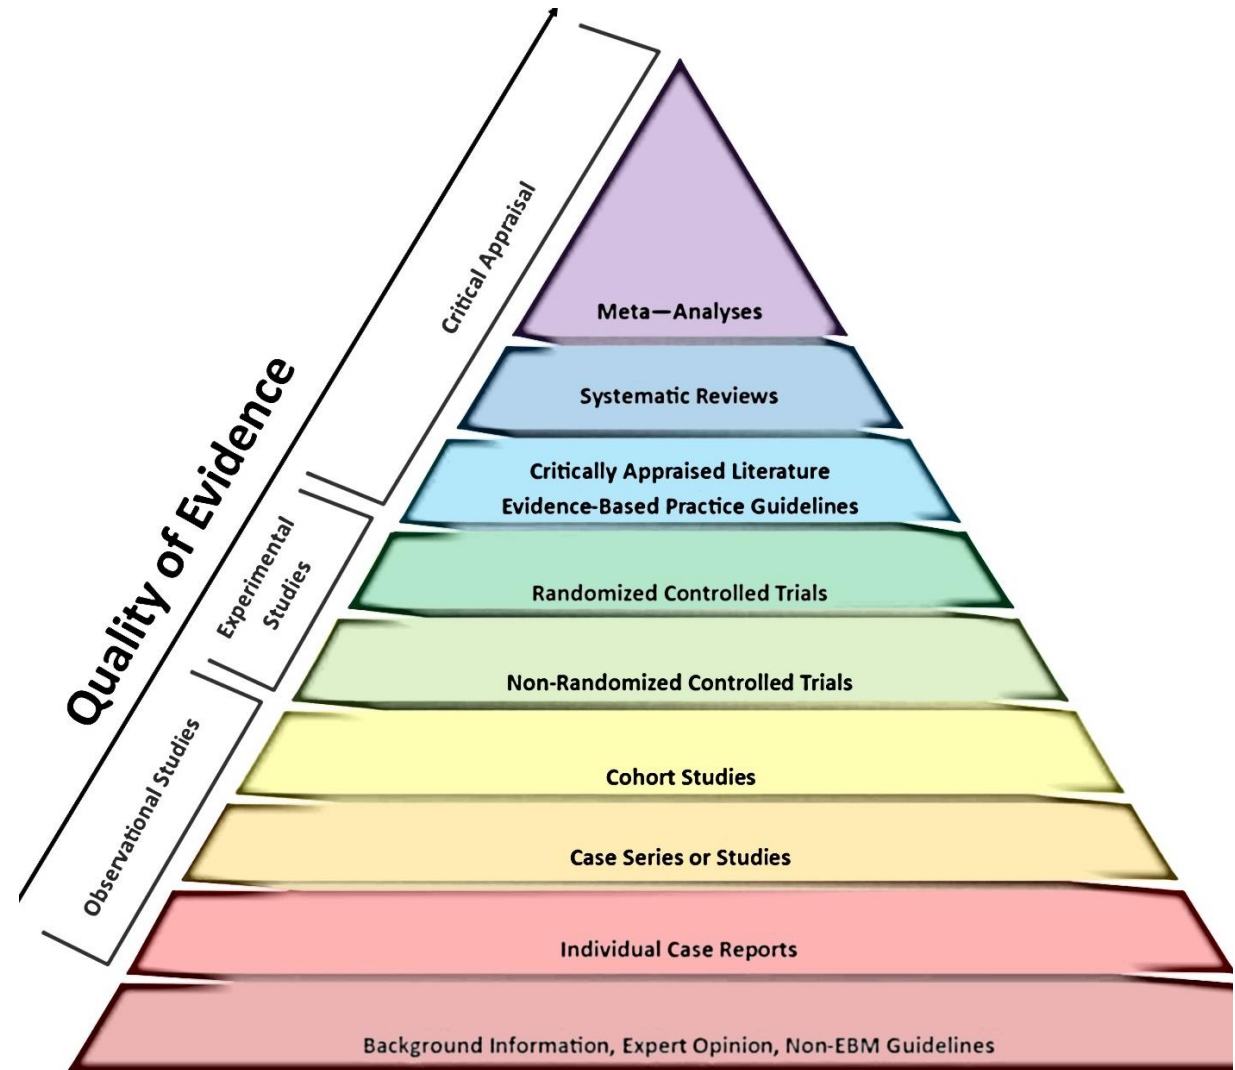 Quality of Evidence
Critical Appraisal
Experimental
Studies
Observational Studies
Meta—Analyses
Systematic Reviews
Critically Appraised Literature
Evidence-Based Practice Guidelines
Randomized Controlled Trials
Non-Randomized Controlled Trials
Cohort Studies
Case Series or Studies
Individual Case Reports
Background Information, Expert Opinion, Non-EBM Guidelines